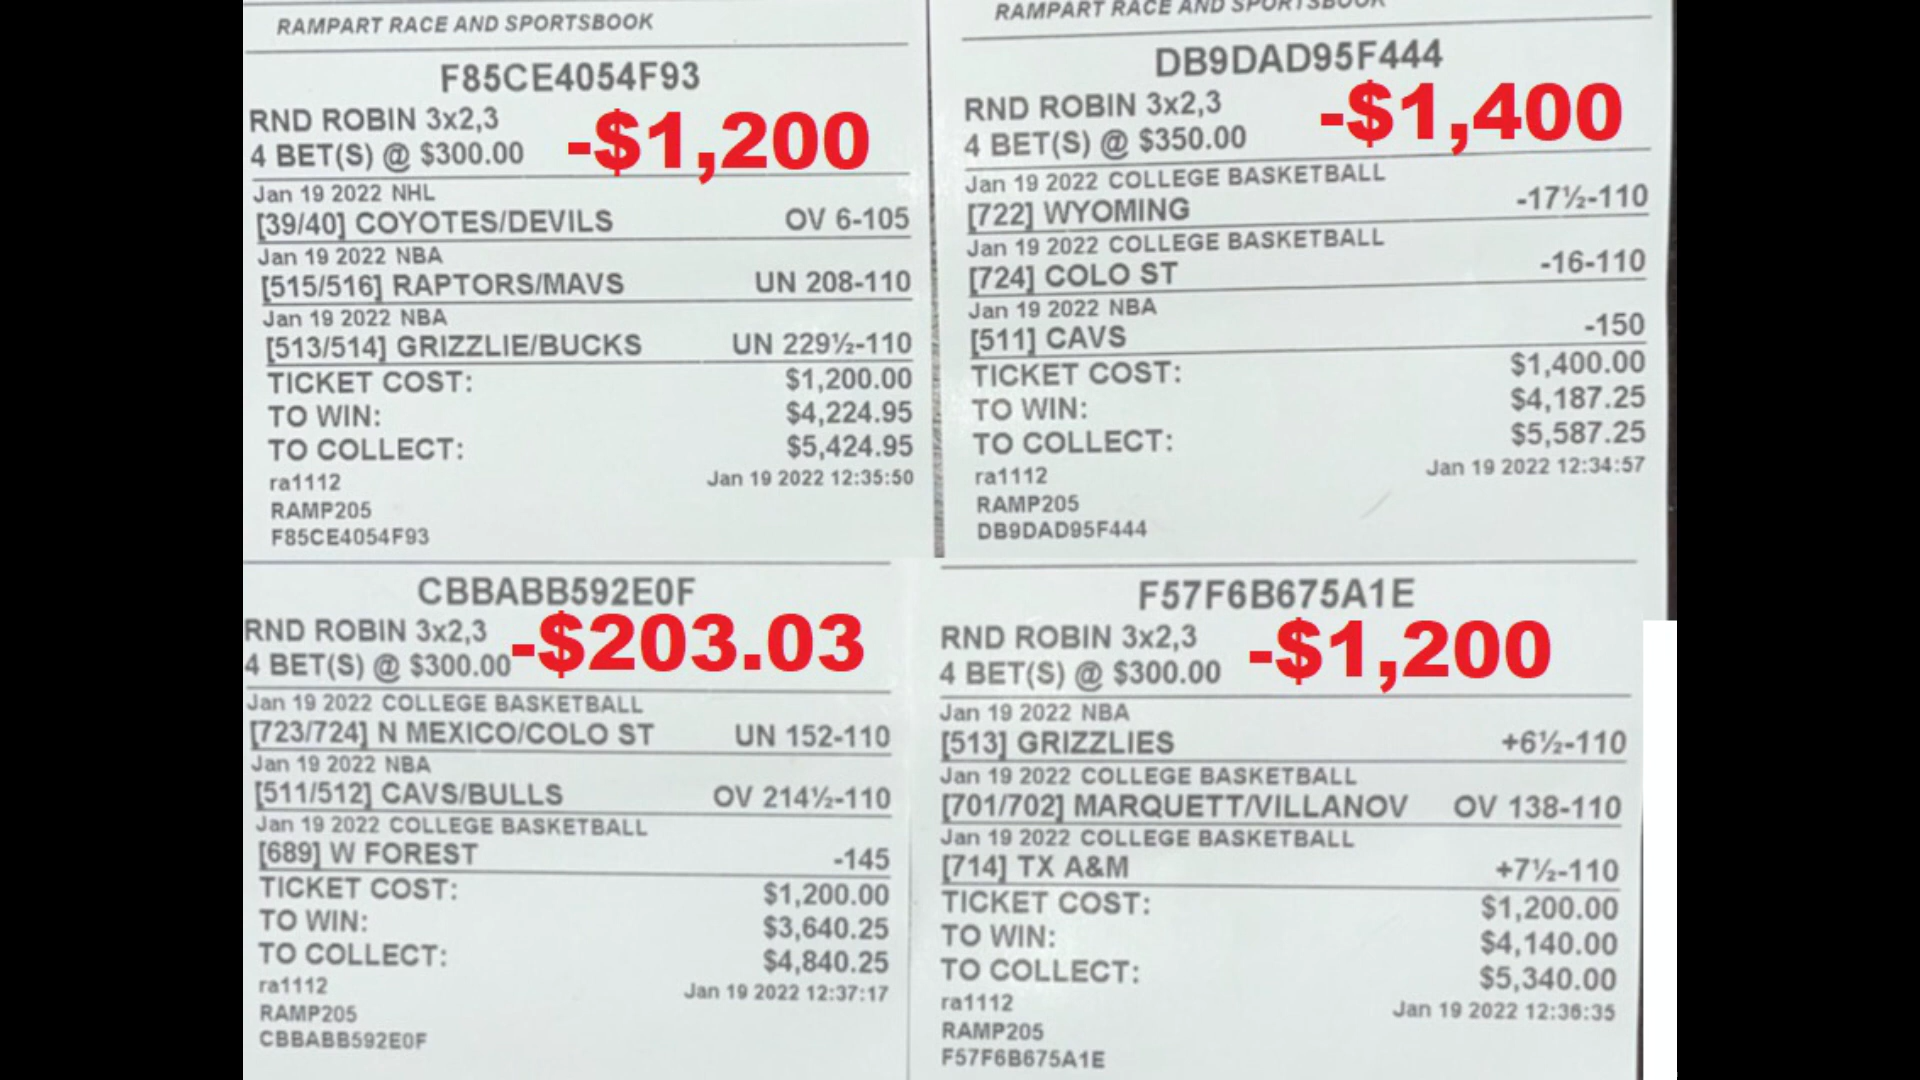 RAMPART RACE AND SPORTSBOOK
F85CE4054F93
RND ROBIN 3x2,3
4 BET(S) @ $300.00
-$1,200
Jan 19 2022 NHL
[39/40] COYOTES/DEVILS OV 6-105
Jan 19 2022 NBA
[515/516] RAPTORS/MAVS UN 208-110
Jan 19 2022 NBA
[513/514] GRIZZLIE/BUCKS UN 229½-110
TICKET COST: $1,200.00
TO WIN: $4,224.95
TO COLLECT: $5,424.95
ra1112 Jan 19 2022 12:35:50
RAMP205
F85CE4054F93
RAMPART RACE AND SPORTSBOOK
DB9DAD95F444
RND ROBIN 3x2,3
4 BET(S) @ $350.00
-$1,400
Jan 19 2022 COLLEGE BASKETBALL
[722] WYOMING -17½-110
Jan 19 2022 COLLEGE BASKETBALL
[724] COLO ST -16-110
Jan 19 2022 NBA
[511] CAVS -150
TICKET COST: $1,400.00
TO WIN: $4,187.25
TO COLLECT: $5,587.25
ra1112 Jan 19 2022 12:34:57
RAMP205
DB9DAD95F444
CBBABB592E0F
RND ROBIN 3x2,3
4 BET(S) @ $300.00
-$203.03
Jan 19 2022 COLLEGE BASKETBALL
[723/724] N MEXICO/COLO ST UN 152-110
Jan 19 2022 NBA
[511/512] CAVS/BULLS OV 214½-110
Jan 19 2022 COLLEGE BASKETBALL
[689] W FOREST -145
TICKET COST: $1,200.00
TO WIN: $3,640.25
TO COLLECT: $4,840.25
ra1112 Jan 19 2022 12:37:17
RAMP205
CBBABB592E0F
F57F6B675A1E
RND ROBIN 3x2,3
4 BET(S) @ $300.00
-$1,200
Jan 19 2022 NBA
[513] GRIZZLIES +6½-110
Jan 19 2022 COLLEGE BASKETBALL
[701/702] MARQUETT/VILLANOV OV 138-110
Jan 19 2022 COLLEGE BASKETBALL
[714] TX A&M +7½-110
TICKET COST: $1,200.00
TO WIN: $4,140.00
TO COLLECT: $5,340.00
ra1112 Jan 19 2022 12:36:35
RAMP205
F57F6B675A1E